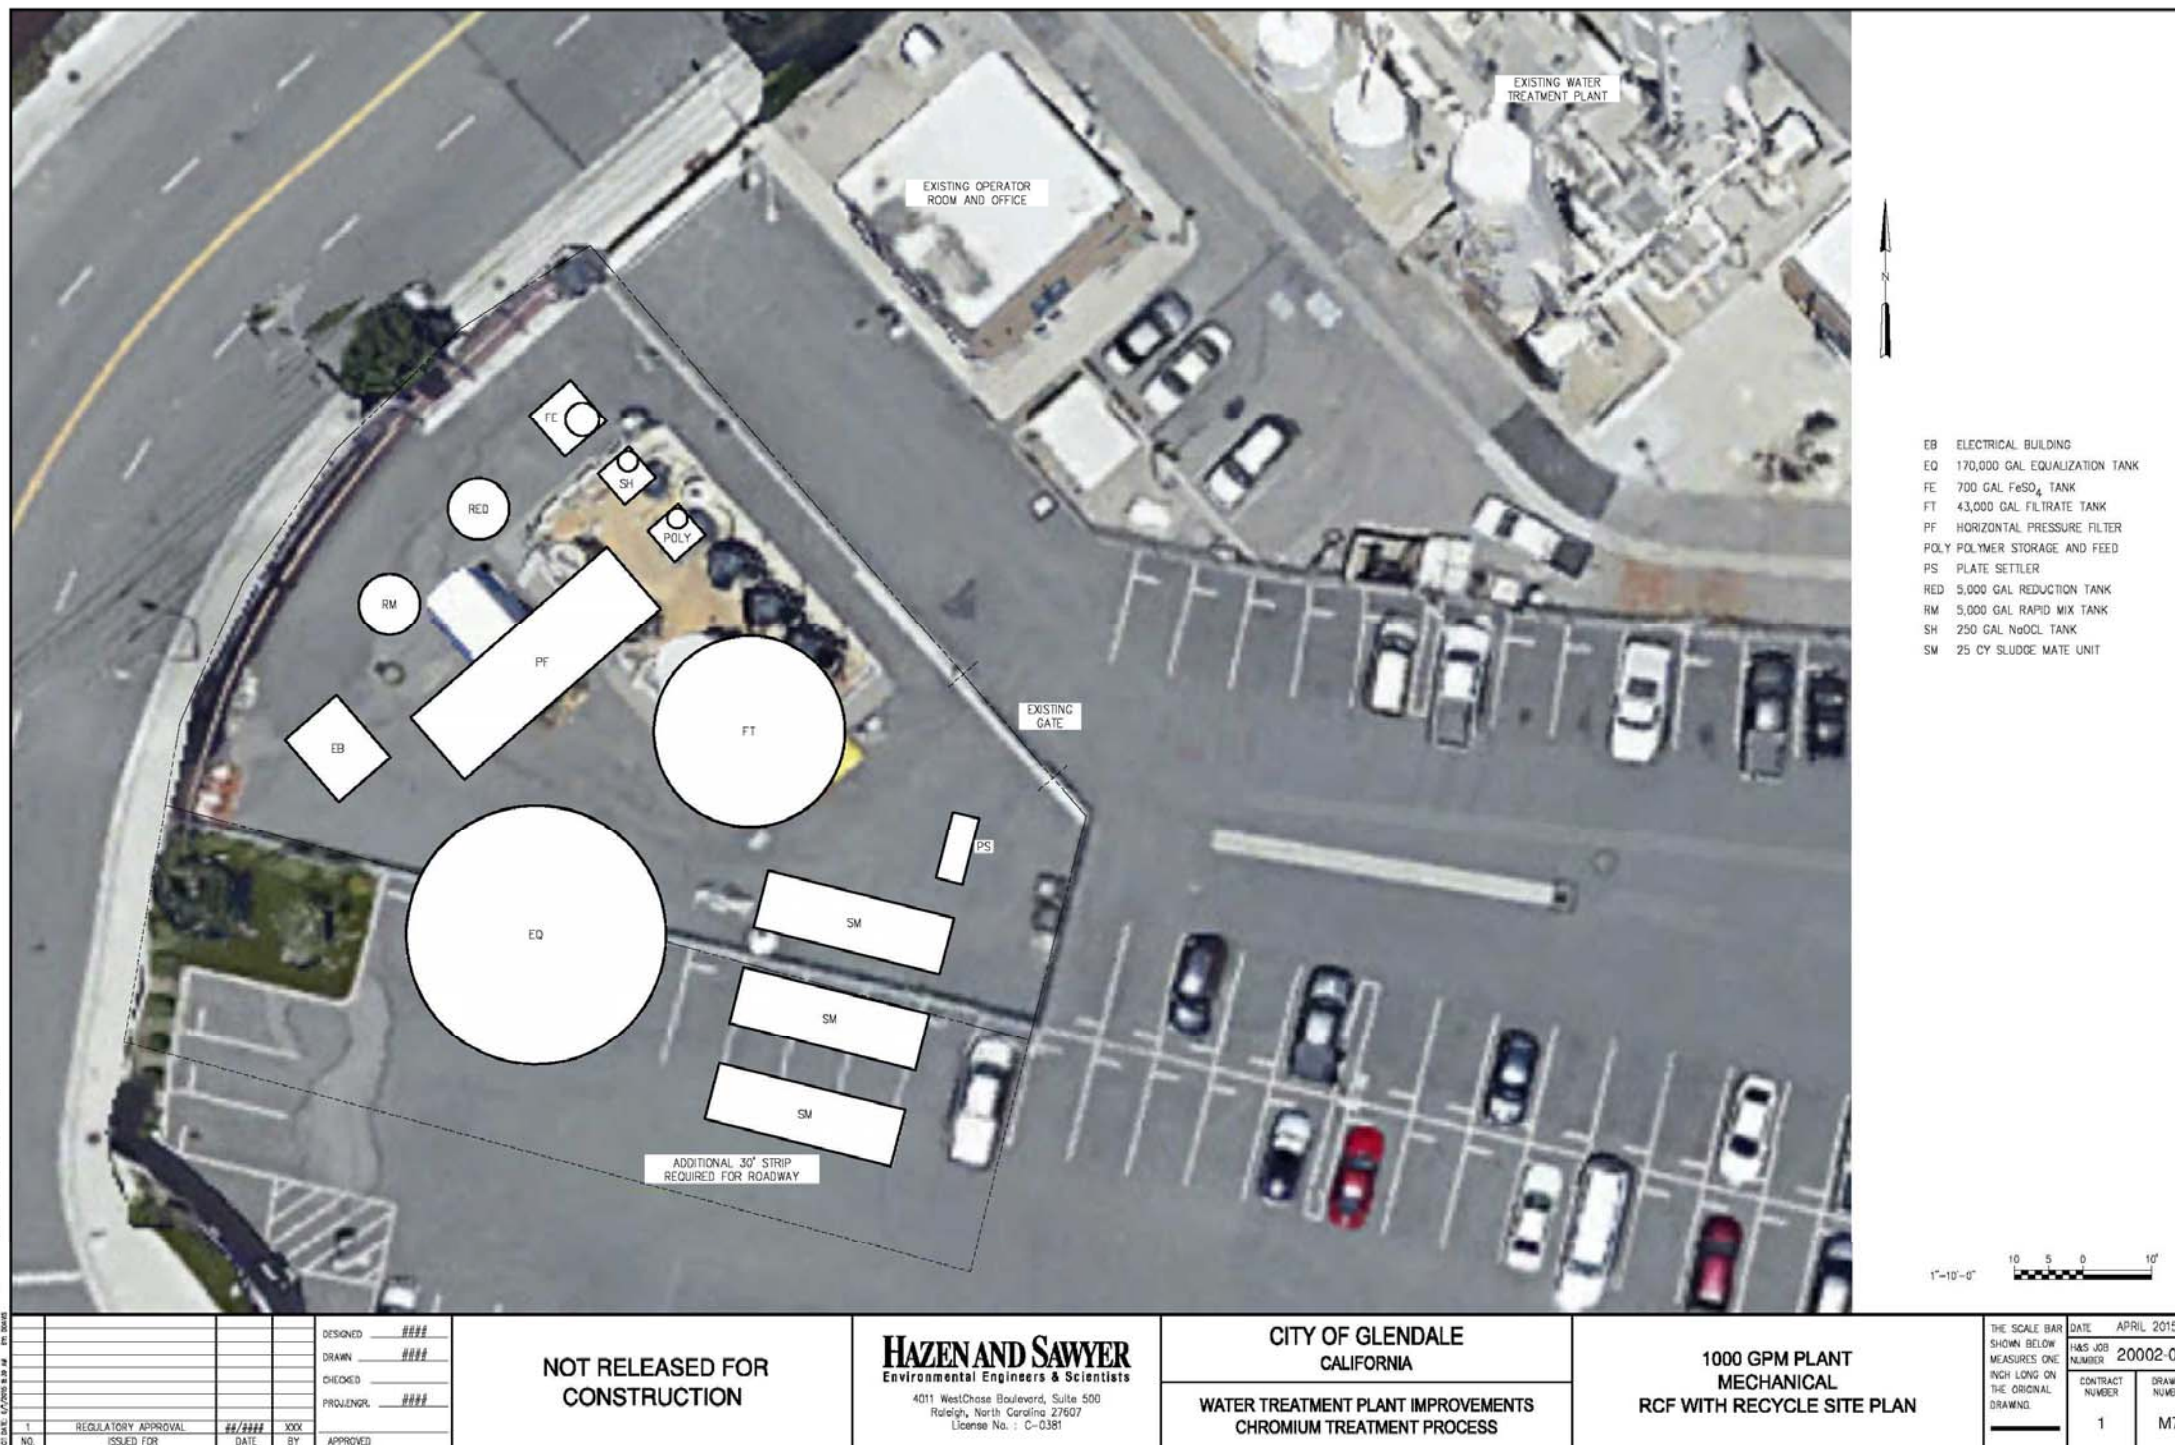 EXISTING WATER
TREATMENT PLANT
EXISTING OPERATOR
ROOM AND OFFICE
N
FE
SH
RED
POLY
RM
PF
EB
FT
EXISTING
GATE
PS
SM
EQ
SM
SM
ADDITIONAL 30' STRIP
REQUIRED FOR ROADWAY
EB ELECTRICAL BUILDING
EQ 170,000 GAL EQUALIZATION TANK
FE 700 GAL FeSO4 TANK
FT 43,000 GAL FILTRATE TANK
PF HORIZONTAL PRESSURE FILTER
POLY POLYMER STORAGE AND FEED
PS PLATE SETTLER
RED 5,000 GAL REDUCTION TANK
RM 5,000 GAL RAPID MIX TANK
SH 250 GAL NaOCL TANK
SM 25 CY SLUDGE MATE UNIT
10 5 0 10'
1"=10'-0"
1 REGULATORY APPROVAL ##/#### XXX
NO. ISSUED FOR DATE BY
DESIGNED ####
DRAWN ####
CHECKED
PROJ.ENGR. ####
APPROVED
NOT RELEASED FOR
CONSTRUCTION
HAZEN AND SAWYER
Environmental Engineers & Scientists
4011 WestChase Boulevard, Suite 500
Raleigh, North Carolina 27607
License No. : C-0381
CITY OF GLENDALE
CALIFORNIA
WATER TREATMENT PLANT IMPROVEMENTS
CHROMIUM TREATMENT PROCESS
1000 GPM PLANT
MECHANICAL
RCF WITH RECYCLE SITE PLAN
THE SCALE BAR
SHOWN BELOW
MEASURES ONE
INCH LONG ON
THE ORIGINAL
DRAWING.
DATE APRIL 2015
H&S JOB
NUMBER 20002-0
CONTRACT
NUMBER
1